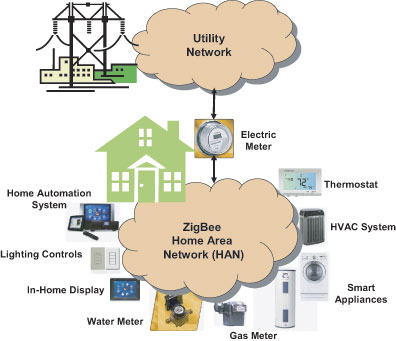 Utility
Network
Electric
Meter
Home Automation
System
Thermostat
ZigBee
Home Area
Network (HAN)
HVAC System
Lighting Controls
In-Home Display
Smart
Appliances
Water Meter
Gas Meter